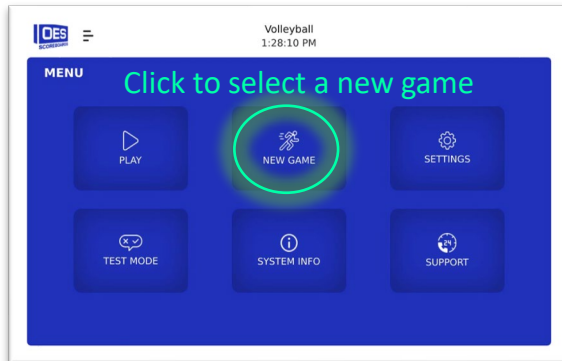 OES
SCOREBOARDS
Volleyball
1:28:10 PM
MENU
Click to select a new game
PLAY
NEW GAME
SETTINGS
TEST MODE
SYSTEM INFO
24
SUPPORT